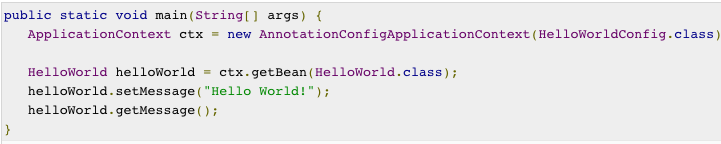 public static void main(String[] args) {
ApplicationContext ctx = new AnnotationConfigApplicationContext(HelloWorldConfig.class)
HelloWorld helloWorld = ctx.getBean(HelloWorld.class);
helloWorld.setMessage("Hello World!");
helloWorld.getMessage();
}